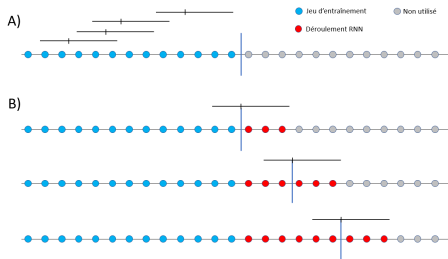 Jeu d'entraînement
Non utilisé
Déroulement RNN
A)
B)